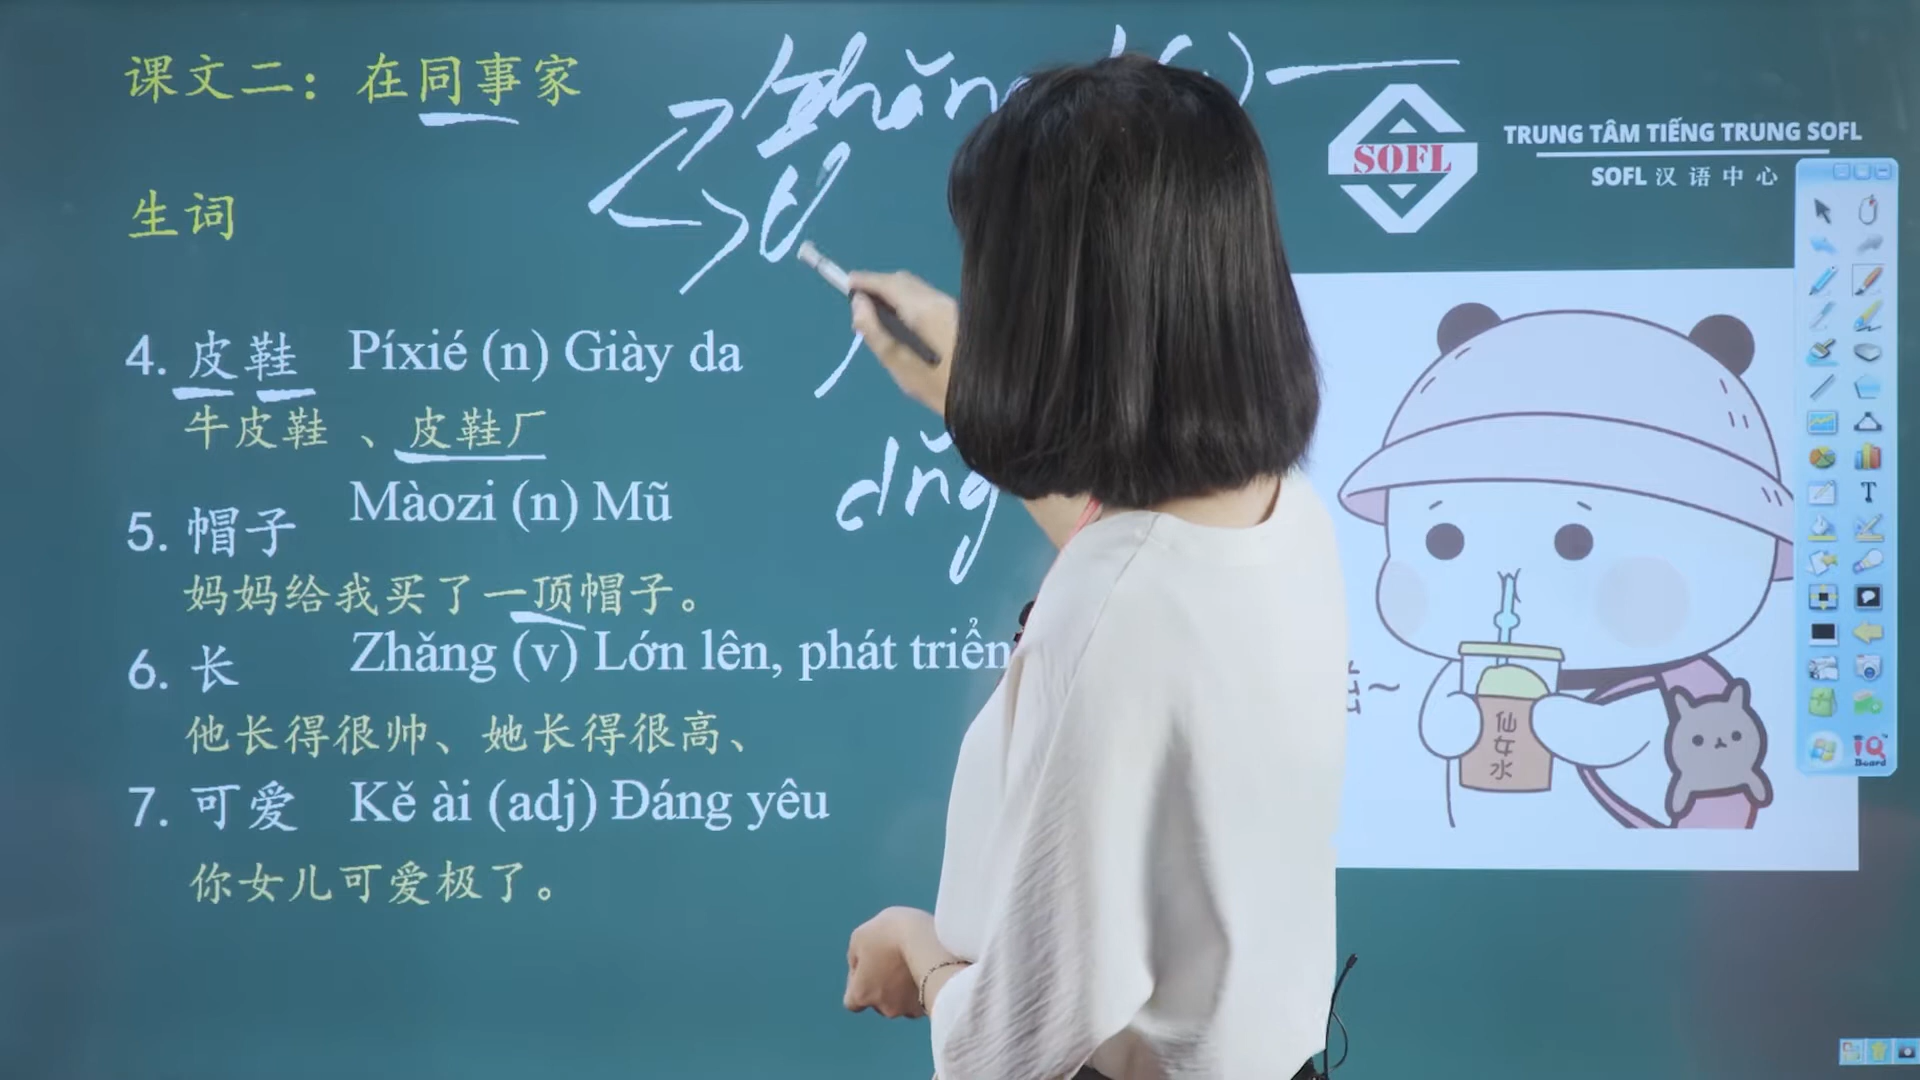 课文二：在同事家
生词
4. 皮鞋 Píxié (n) Giày da
牛皮鞋、皮鞋厂
5. 帽子 Màozi (n) Mũ
妈妈给我买了一顶帽子。
6. 长 Zhǎng (v) Lớn lên, phát triển
他长得很帅、她长得很高、
7. 可爱 Kě ài (adj) Đáng yêu
你女儿可爱极了。
dǐng
SOFL
TRUNG TÂM TIẾNG TRUNG SOFL
SOFL 汉语中心
仙女水
T
IQ
Board